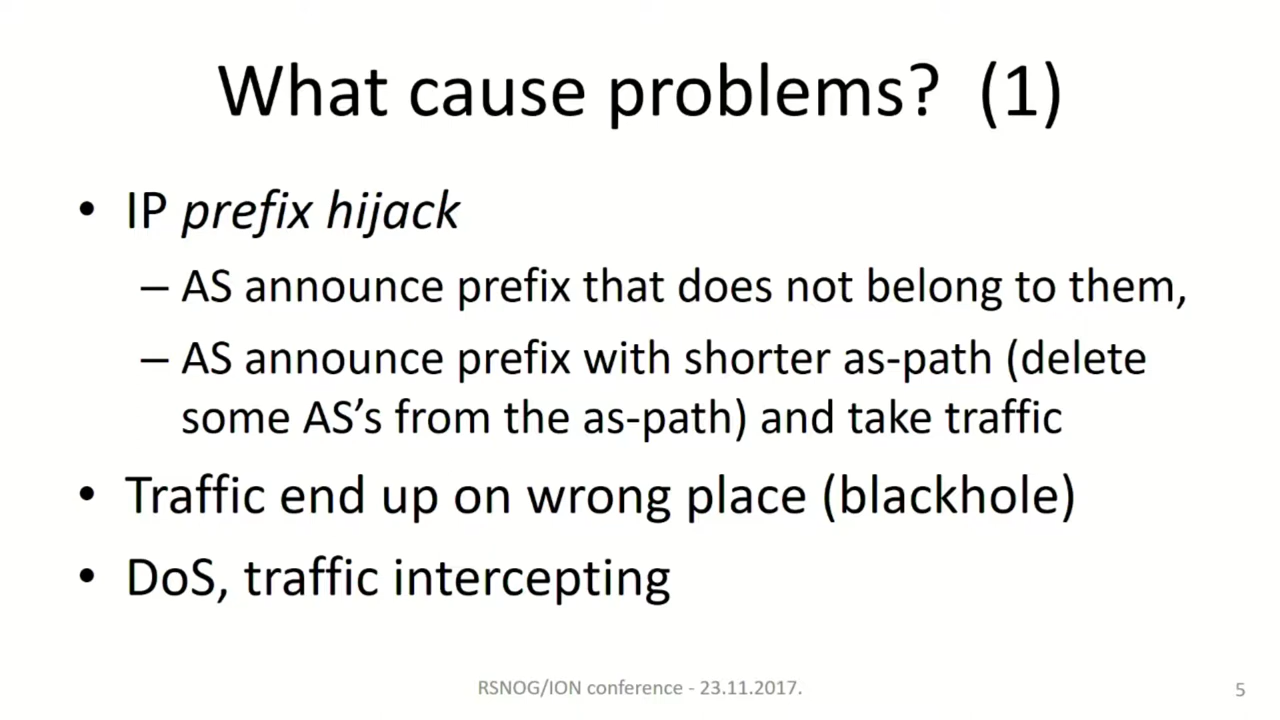 What cause problems? (1)
• IP prefix hijack
– AS announce prefix that does not belong to them,
– AS announce prefix with shorter as-path (delete
some AS's from the as-path) and take traffic
• Traffic end up on wrong place (blackhole)
• DoS, traffic intercepting
RSNOG/ION conference - 23.11.2017.
5